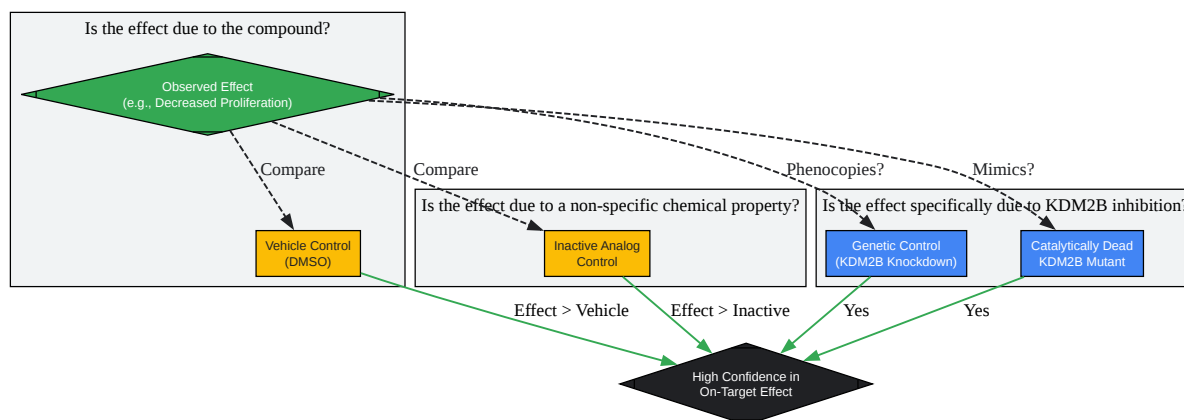 Is the effect due to the compound?
Observed Effect
(e.g., Decreased Proliferation)
Compare
Compare
Phenocopies?
Mimics?
Is the effect due to a non-specific chemical property?
Is the effect specifically due to KDM2B inhibition?
Vehicle Control
(DMSO)
Inactive Analog
Control
Genetic Control
(KDM2B Knockdown)
Catalytically Dead
KDM2B Mutant
Effect > Vehicle
Effect > Inactive
Yes
Yes
High Confidence in
On-Target Effect